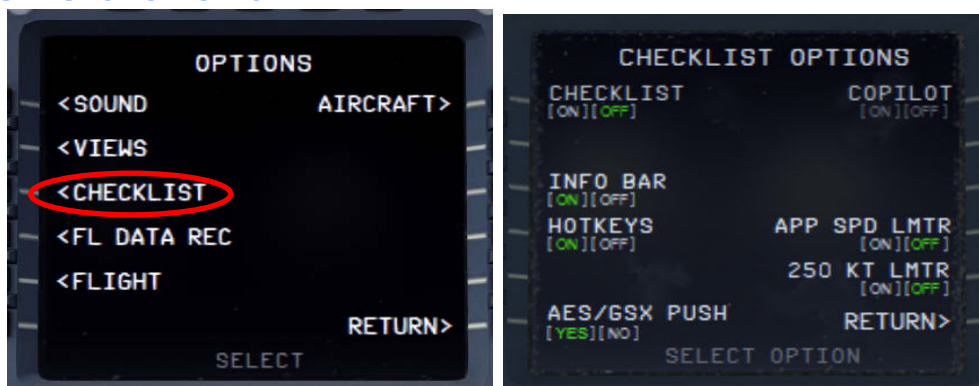 OPTIONS
<SOUND AIRCRAFT>
<VIEWS
<CHECKLIST
<FL DATA REC
<FLIGHT
RETURN>
SELECT
CHECKLIST OPTIONS
CHECKLIST COPILOT
[ON][OFF] [ON][OFF]
INFO BAR
[ON][OFF]
HOTKEYS APP SPD LMTR
[ON][OFF] [ON][OFF]
250 KT LMTR
[ON][OFF]
AES/GSX PUSH RETURN>
[YES][NO]
SELECT OPTION